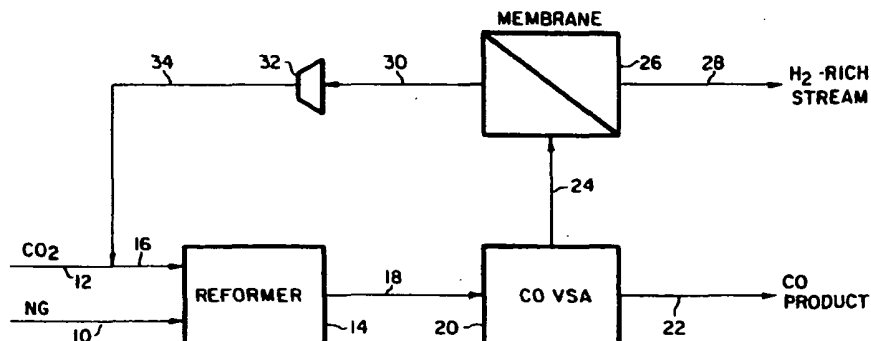 MEMBRANE
34
32
30
26
28
H2-RICH
STREAM
24
CO2
16
12
NG
10
REFORMER
14
18
CO VSA
20
22
CO
PRODUCT